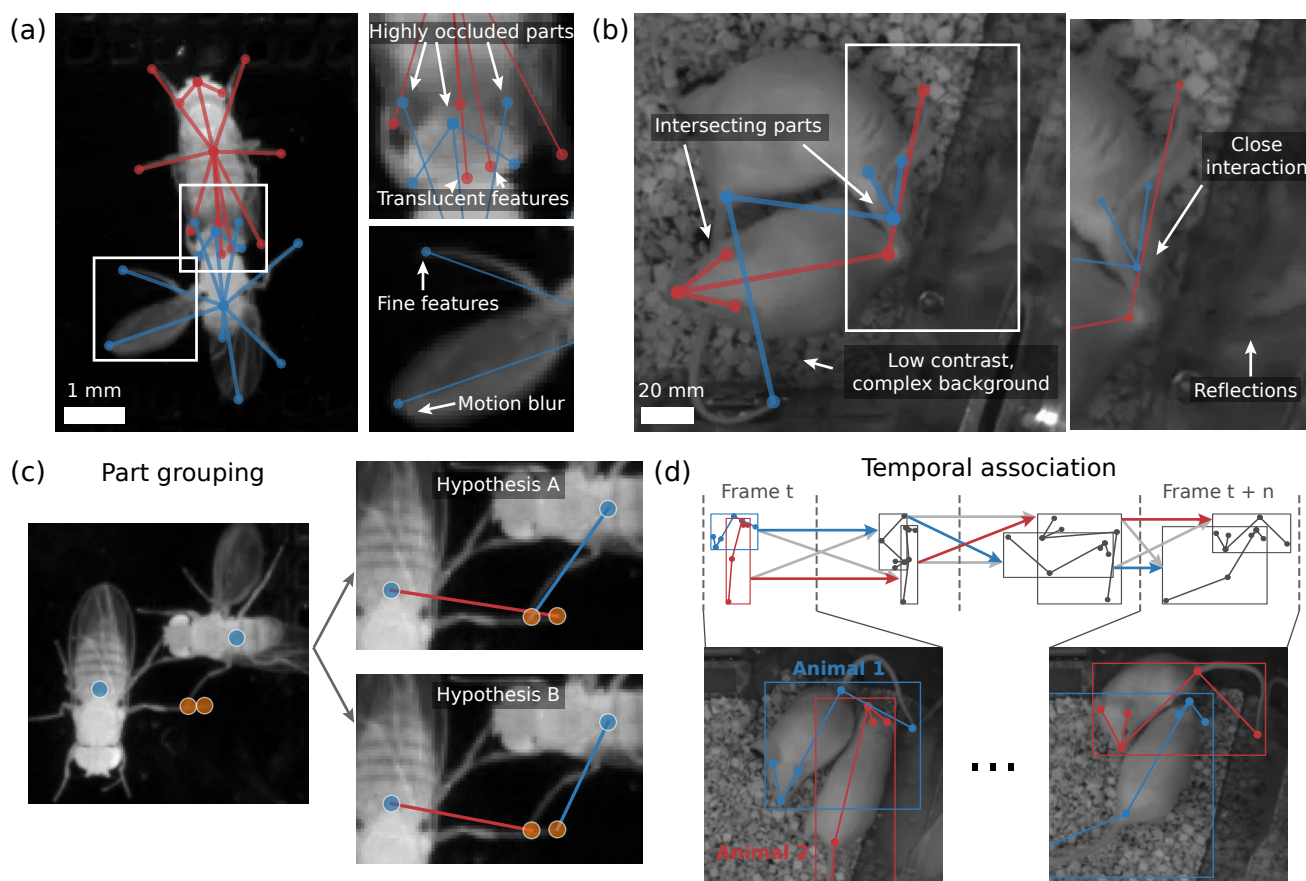 (a)
Highly occluded parts
Translucent features
Fine features
Motion blur
1 mm
(b)
Intersecting parts
Close
interaction
Low contrast,
complex background
Reflections
20 mm
(c)
Part grouping
Hypothesis A
Hypothesis B
(d)
Temporal association
Frame t
Frame t + n
Animal 1
Animal 2